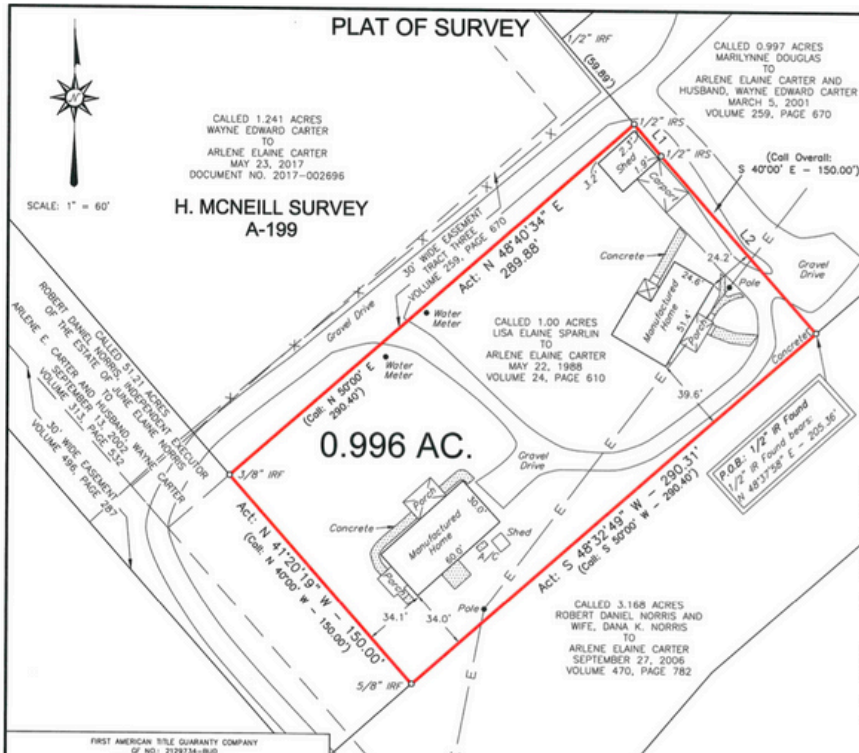 PLAT OF SURVEY
1/2" IRF
(59.89')
CALLED 0.997 ACRES
MARILYNNE DOUGLAS
TO
ARLENE ELAINE CARTER AND
HUSBAND, WAYNE EDWARD CARTER
MARCH 5, 2001
VOLUME 259, PAGE 670
N
CALLED 1.241 ACRES
WAYNE EDWARD CARTER
TO
ARLENE ELAINE CARTER
MAY 23, 2017
DOCUMENT NO. 2017-002696
SCALE: 1" = 60'
H. MCNEILL SURVEY
A-199
1/2" IRS
L1
1/2" IRS
(Call Overall:
S 40°00' E - 150.00')
2.3'
Shed
1.9'
3.2'
Carport
L2
30' WIDE EASEMENT
TRACT THREE
VOLUME 259, PAGE 670
Act: N 48°40'34" E
289.88'
Gravel Drive
Concrete
24.2'
E
Gravel
Drive
24.6'
Pole
Manufactured
Home
51.4'
Porch
Concrete
Water
Meter
Water
Meter
(Call: N 50°00' E
290.40')
CALLED 1.00 ACRES
LISA ELAINE SPARLIN
TO
ARLENE ELAINE CARTER
MAY 22, 1988
VOLUME 24, PAGE 610
E
39.6'
CALLED 51.21 ACRES
ROBERT DANIEL NORRIS, INDEPENDENT EXECUTOR
OF THE ESTATE OF JUNE ELAINE NORRIS
TO
ARLENE E. CARTER AND HUSBAND, WAYNE CARTER
SEPTEMBER 13, 2002
VOLUME 313, PAGE 532
30' WIDE EASEMENT
VOLUME 496, PAGE 287
0.996 AC.
3/8" IRF
Gravel
Drive
E
P.O.B.: 1/2" IR Found
1/2" IR Found bears:
(N 48°37'58" E - 205.36')
Act: S 48°32'49" W - 290.31'
(Call: S 50°00' W - 290.40')
Act: N 41°20'19" W - 150.00'
(Call: N 40°00' W - 150.00')
Porch
Concrete
30.0'
Manufactured
Home
60.0'
Shed
A/C
Porch
34.1'
34.0'
Pole
E
5/8" IRF
CALLED 3.168 ACRES
ROBERT DANIEL NORRIS AND
WIFE, DANA K. NORRIS
TO
ARLENE ELAINE CARTER
SEPTEMBER 27, 2006
VOLUME 470, PAGE 782
E
FIRST AMERICAN TITLE GUARANTY COMPANY
GF NO.: 2129734-BUD